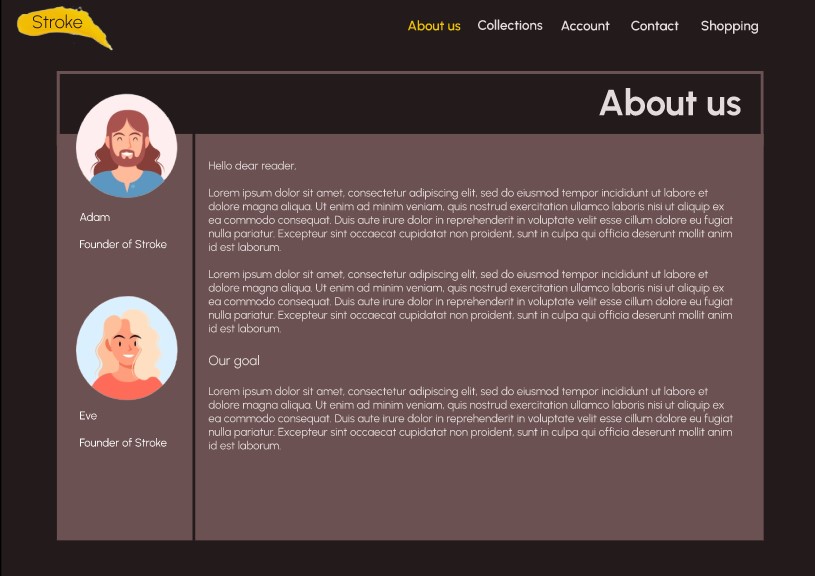 Stroke
About us
Collections
Account
Contact
Shopping
About us
Adam
Founder of Stroke
Eve
Founder of Stroke
Hello dear reader,
Lorem ipsum dolor sit amet, consectetur adipiscing elit, sed do eiusmod tempor incididunt ut labore et
dolore magna aliqua. Ut enim ad minim veniam, quis nostrud exercitation ullamco laboris nisi ut aliquip ex
ea commodo consequat. Duis aute irure dolor in reprehenderit in voluptate velit esse cillum dolore eu fugiat
nulla pariatur. Excepteur sint occaecat cupidatat non proident, sunt in culpa qui officia deserunt mollit anim
id est laborum.
Lorem ipsum dolor sit amet, consectetur adipiscing elit, sed do eiusmod tempor incididunt ut labore et
dolore magna aliqua. Ut enim ad minim veniam, quis nostrud exercitation ullamco laboris nisi ut aliquip ex
ea commodo consequat. Duis aute irure dolor in reprehenderit in voluptate velit esse cillum dolore eu fugiat
nulla pariatur. Excepteur sint occaecat cupidatat non proident, sunt in culpa qui officia deserunt mollit anim
id est laborum.
Our goal
Lorem ipsum dolor sit amet, consectetur adipiscing elit, sed do eiusmod tempor incididunt ut labore et
dolore magna aliqua. Ut enim ad minim veniam, quis nostrud exercitation ullamco laboris nisi ut aliquip ex
ea commodo consequat. Duis aute irure dolor in reprehenderit in voluptate velit esse cillum dolore eu fugiat
nulla pariatur. Excepteur sint occaecat cupidatat non proident, sunt in culpa qui officia deserunt mollit anim
id est laborum.